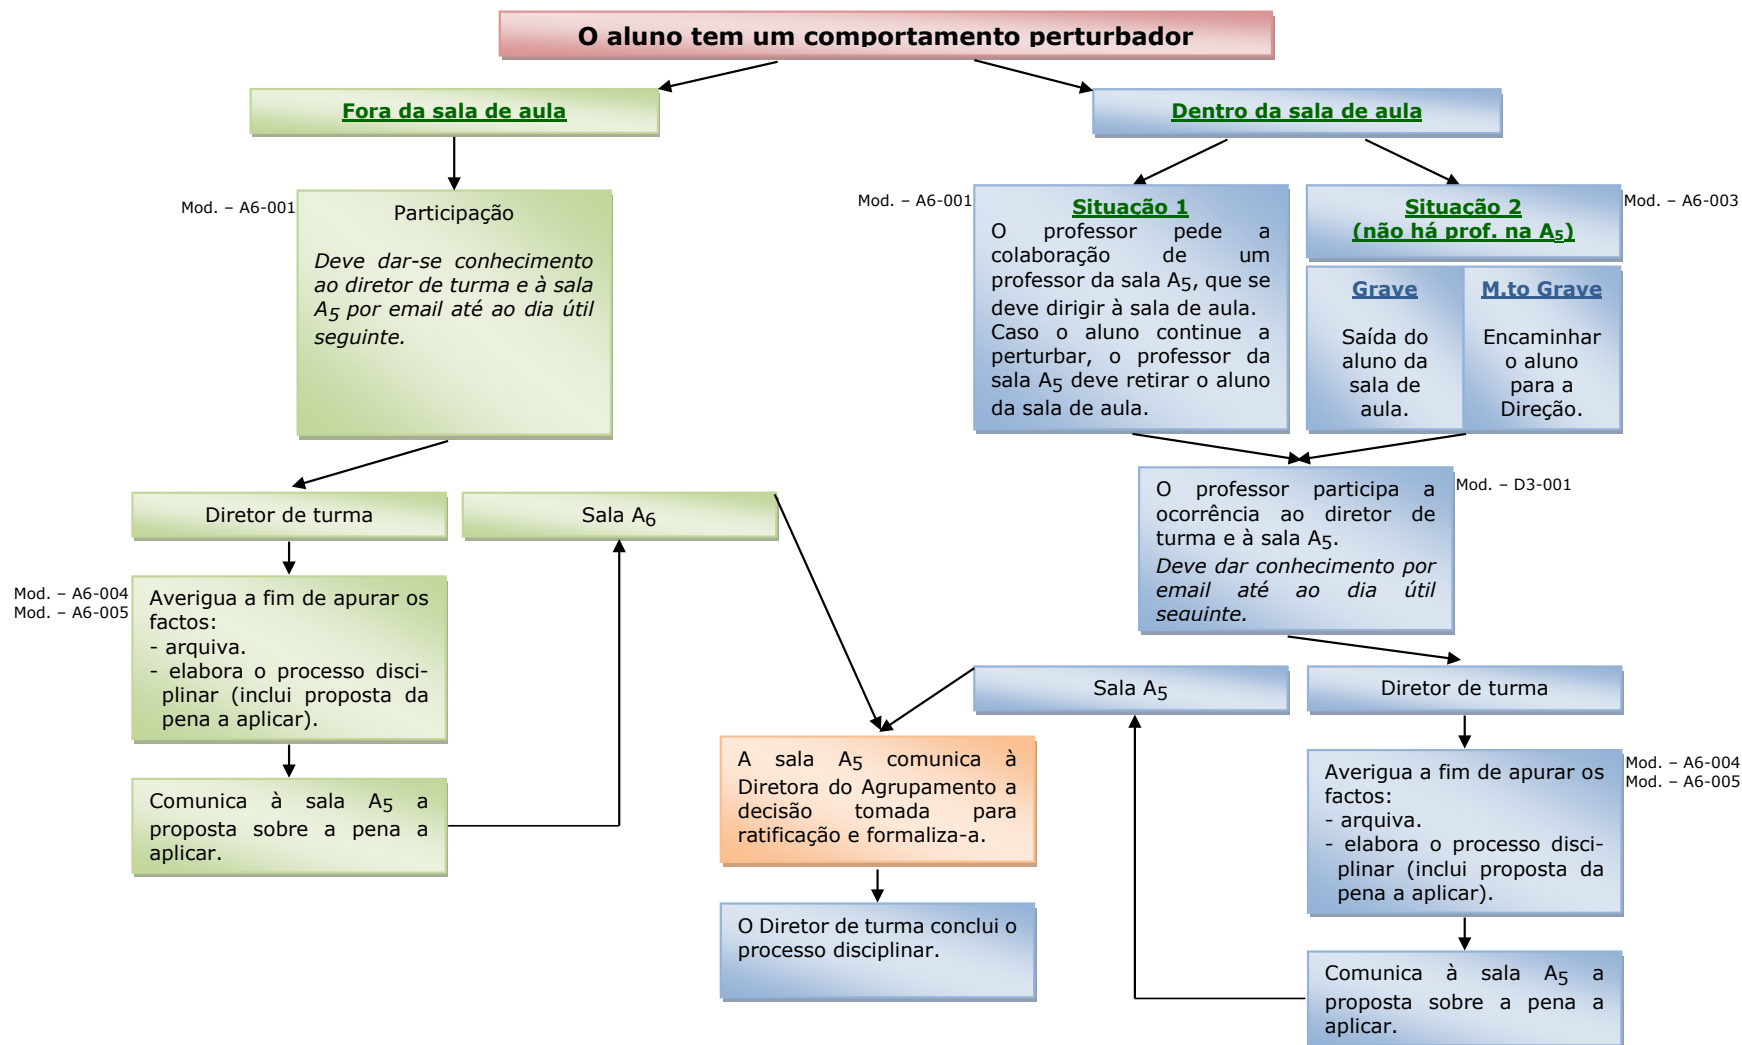 O aluno tem um comportamento perturbador
Fora da sala de aula
Dentro da sala de aula
Mod. – A6-001
Participação
Deve dar-se conhecimento
ao diretor de turma e à sala
A5 por email até ao dia útil
seguinte.
Mod. – A6-001
Situação 1
O professor pede a
colaboração de um
professor da sala A5, que se
deve dirigir à sala de aula.
Caso o aluno continue a
perturbar, o professor da
sala A5 deve retirar o aluno
da sala de aula.
Situação 2
(não há prof. na A5)
Mod. – A6-003
Grave
Saída do
aluno da
sala de
aula.
M.to Grave
Encaminhar
o aluno
para a
Direção.
O professor participa a
ocorrência ao diretor de
turma e à sala A5.
Deve dar conhecimento por
email até ao dia útil
seguinte.
Mod. – D3-001
Diretor de turma
Sala A6
Mod. – A6-004
Mod. – A6-005
Averigua a fim de apurar os
factos:
- arquiva.
- elabora o processo disci-
plinar (inclui proposta da
pena a aplicar).
Comunica à sala A5 a
proposta sobre a pena a
aplicar.
Sala A5
Diretor de turma
A sala A5 comunica à
Diretora do Agrupamento a
decisão tomada para
ratificação e formaliza-a.
O Diretor de turma conclui o
processo disciplinar.
Averigua a fim de apurar os
factos:
- arquiva.
- elabora o processo disci-
plinar (inclui proposta da
pena a aplicar).
Mod. – A6-004
Mod. – A6-005
Comunica à sala A5 a
proposta sobre a pena a
aplicar.